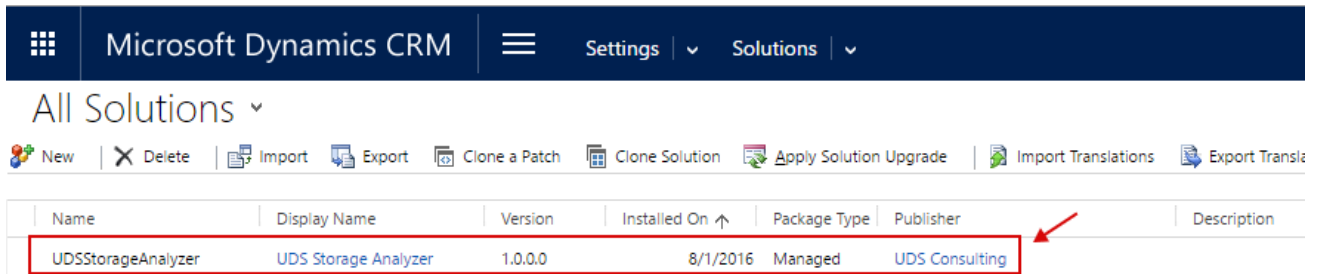 Microsoft Dynamics CRM Settings Solutions
All Solutions
New Delete Import Export Clone a Patch Clone Solution Apply Solution Upgrade Import Translations Export Transla
Name Display Name Version Installed On Package Type Publisher Description
UDSStorageAnalyzer UDS Storage Analyzer 1.0.0.0 8/1/2016 Managed UDS Consulting